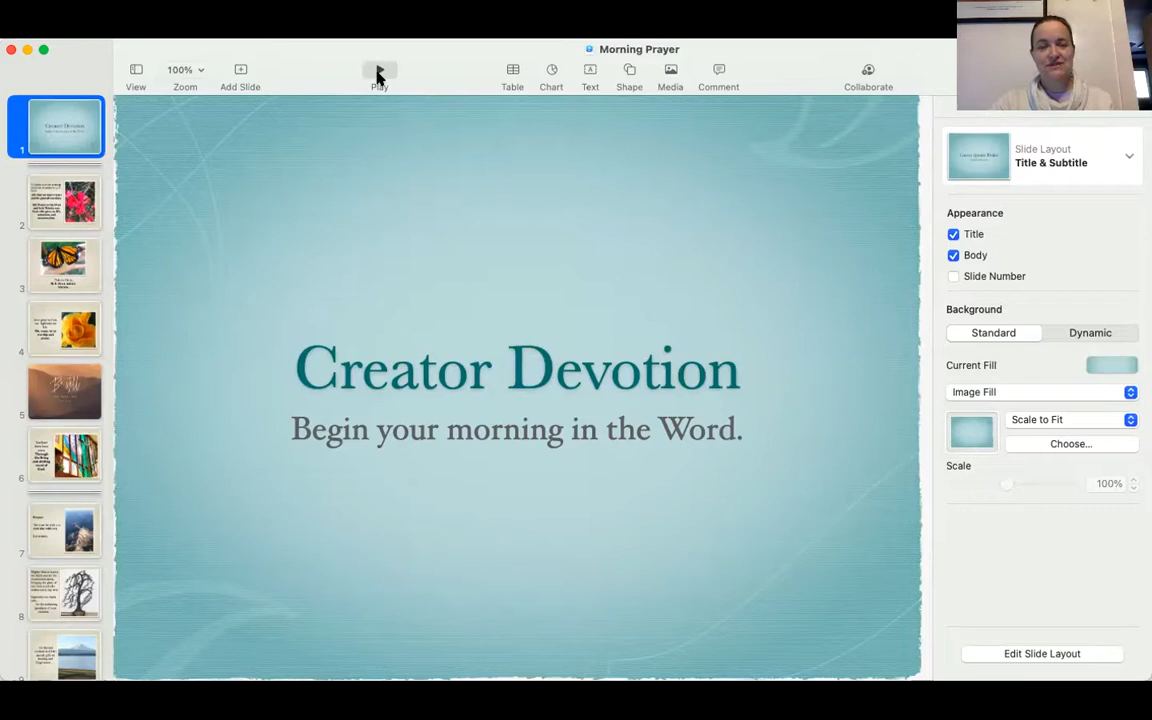 Morning Prayer
100%
View
Zoom
Add Slide
Play
Table
Chart
Text
Shape
Media
Comment
Collaborate
1
2
3
4
5
6
7
8
Creator Devotion
Creator Devotion
Begin your morning in the Word.
Slide Layout
Title & Subtitle
Appearance
Title
Body
Slide Number
Background
Standard
Dynamic
Current Fill
Image Fill
Scale to Fit
Choose...
Scale
100%
Edit Slide Layout